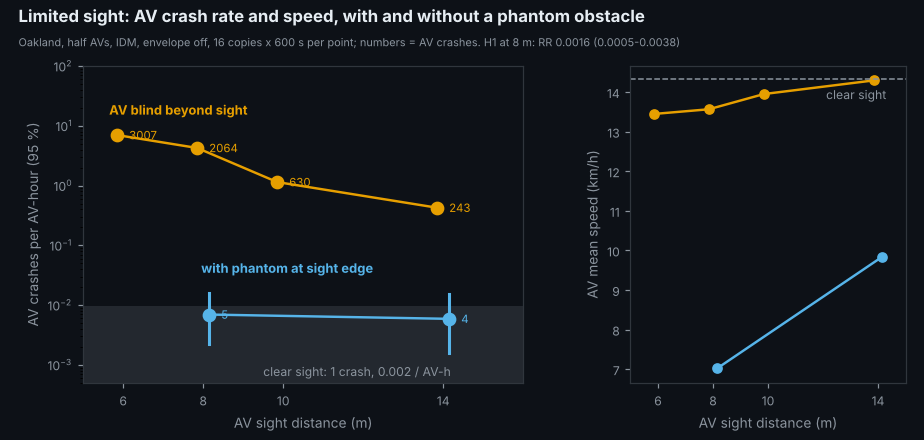 Limited sight: AV crash rate and speed, with and without a phantom obstacle
Oakland, half AVs, IDM, envelope off, 16 copies x 600 s per point; numbers = AV crashes. H1 at 8 m: RR 0.0016 (0.0005-0.0038)
AV crashes per AV-hour (95 %)
10²
10¹
10⁰
10⁻¹
10⁻²
10⁻³
AV blind beyond sight
3007
2064
630
243
with phantom at sight edge
5
4
clear sight: 1 crash, 0.002 / AV-h
6
8
10
14
AV sight distance (m)
AV mean speed (km/h)
14
13
12
11
10
9
8
7
clear sight
6
8
10
14
AV sight distance (m)